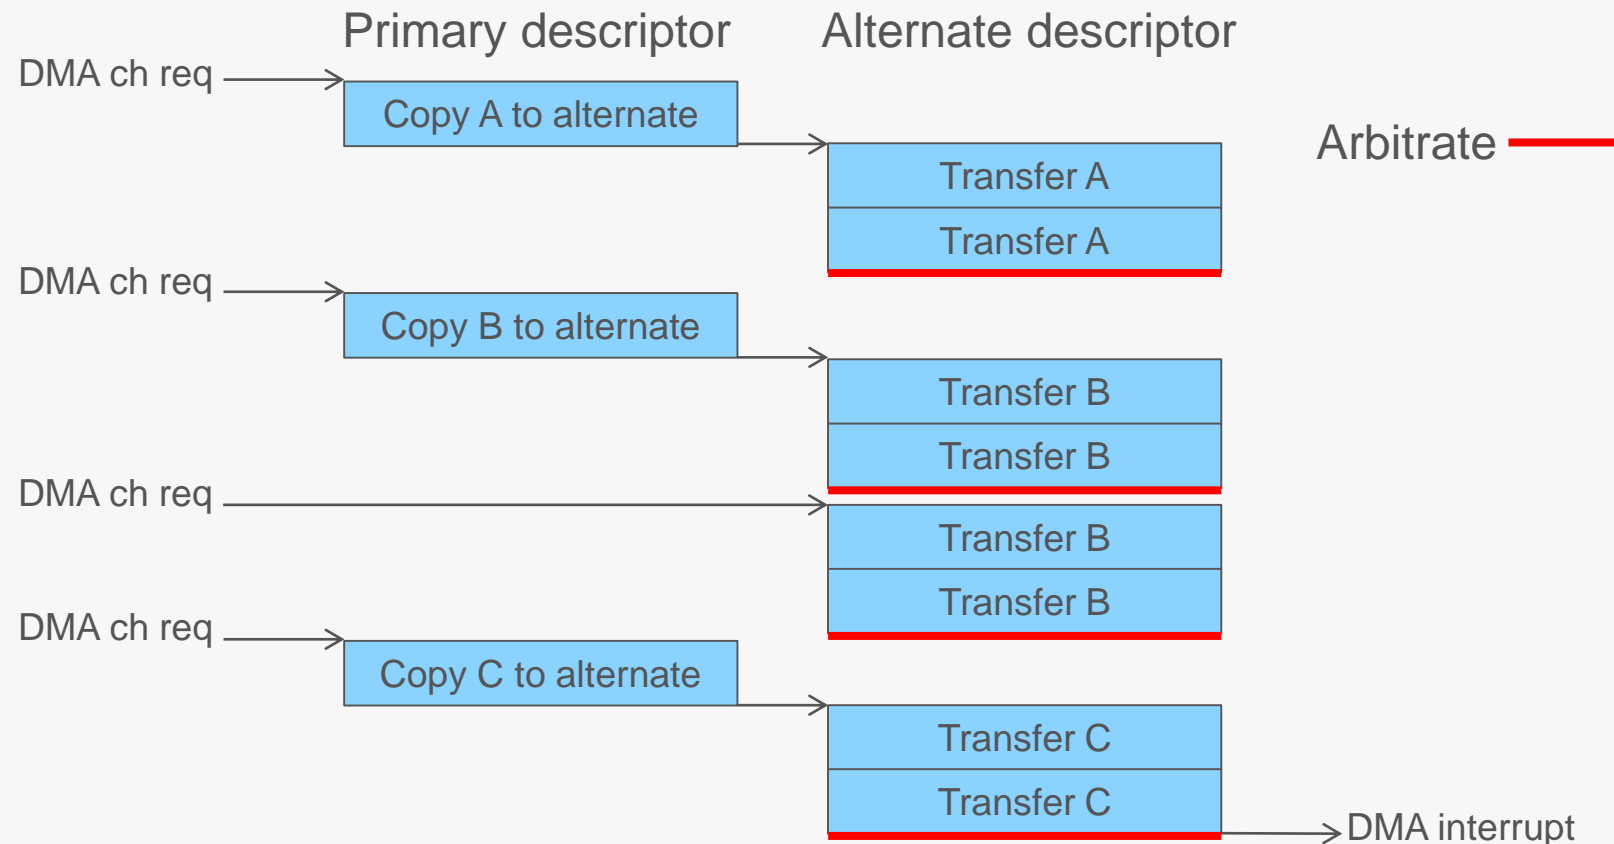 Primary descriptor
Alternate descriptor
DMA ch req
Copy A to alternate
Arbitrate
Transfer A
Transfer A
DMA ch req
Copy B to alternate
Transfer B
Transfer B
DMA ch req
Transfer B
Transfer B
DMA ch req
Copy C to alternate
Transfer C
Transfer C
DMA interrupt